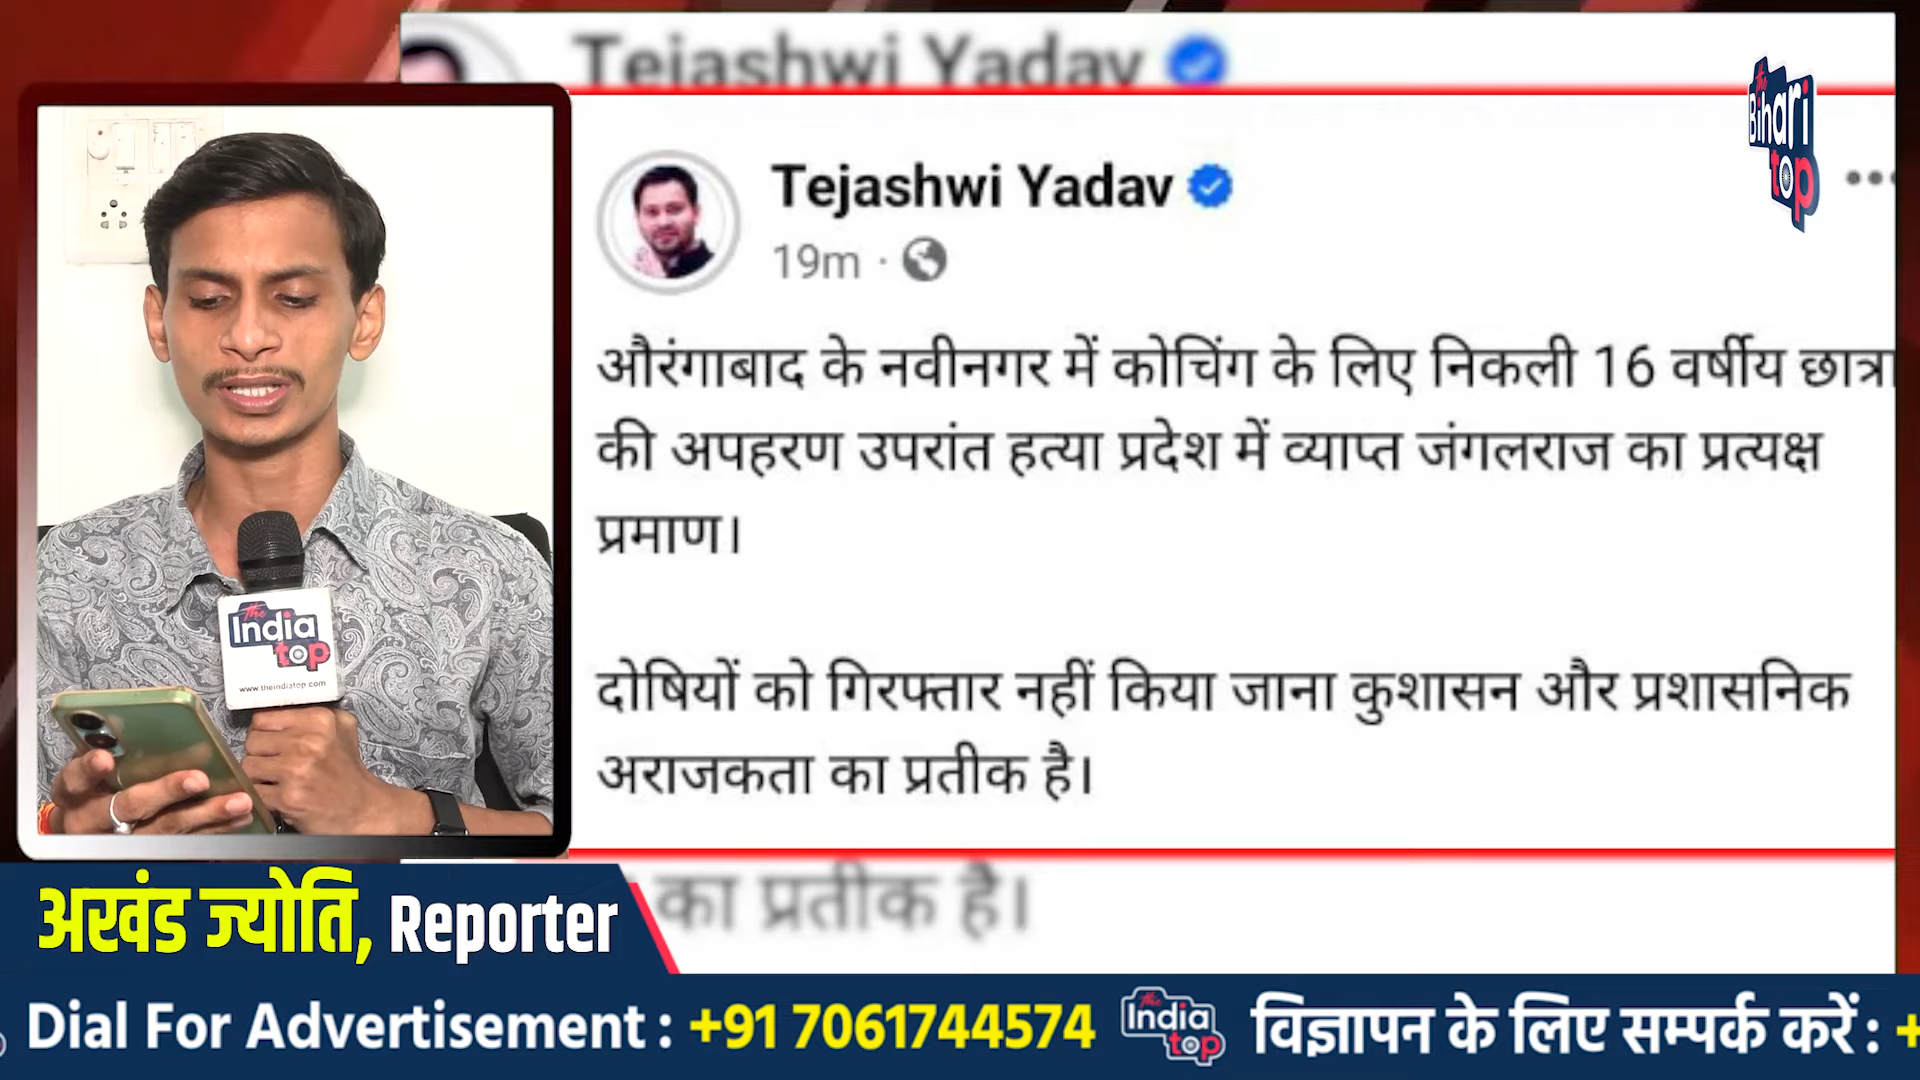 Tejashwi Yadav
the
Bihari
top
Tejashwi Yadav
19m
औरंगाबाद के नवीनगर में कोचिंग के लिए निकली 16 वर्षीय छात्रा
की अपहरण उपरांत हत्या प्रदेश में व्याप्त जंगलराज का प्रत्यक्ष
प्रमाण।
दोषियों को गिरफ्तार नहीं किया जाना कुशासन और प्रशासनिक
अराजकता का प्रतीक है।
the
India
top
www.theindiatop.com
का प्रतीक है।
अखंड ज्योति, Reporter
Dial For Advertisement : +91 7061744574
the
India
top
विज्ञापन के लिए सम्पर्क करें : +